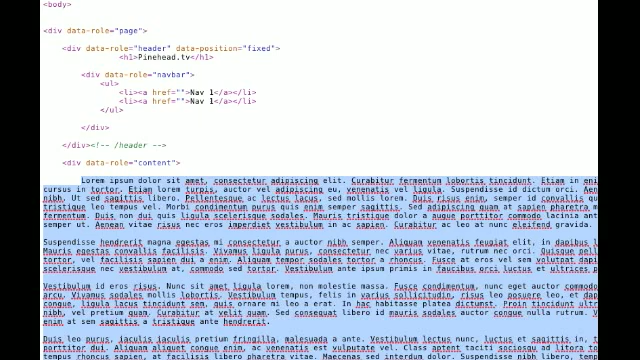 <body>
<div data-role="page">
<div data-role="header" data-position="fixed">
<h1>Pinehead.tv</h1>
<div data-role="navbar">
<ul>
<li><a href="">Nav 1</a></li>
<li><a href="">Nav 1</a></li>
</ul>
</div>
</div><!-- /header -->
<div data-role="content">
Lorem ipsum dolor sit amet, consectetur adipiscing elit. Curabitur fermentum lobortis tincidunt. Etiam in eni
cursus in tortor. Etiam lorem turpis, auctor vel adipiscing eu, venenatis vel ligula. Suspendisse id dictum orci. Aen
nibh. Ut sed sagittis libero. Pellentesque ac lectus lacus, sed mollis lorem. Duis risus enim, semper id convallis q
tristique leo tempus vel. Morbi condimentum purus quis enim semper sagittis. Sed adipiscing quam at sapien pharetra m
fermentum. Duis non dui quis ligula scelerisque sodales. Mauris tristique dolor a augue porttitor commodo lacinia ant
semper ut. Aenean vitae risus nec eros imperdiet vestibulum in ac sapien. Curabitur ac leo at nunc eleifend gravida.
Suspendisse hendrerit magna egestas mi consectetur a auctor nibh semper. Aliquam venenatis feugiat elit, in dapibus l
Mauris egestas convallis facilisis. Vivamus ligula purus, consectetur nec varius vitae, rutrum nec orci. Quisque pell
tortor, vel facilisis sapien dui a enim. Aliquam tempor sodales tortor a rhoncus. Fusce at eros vel sem volutpat dapi
scelerisque nec vestibulum at, commodo sed tortor. Vestibulum ante ipsum primis in faucibus orci luctus et ultrices p
Vestibulum id eros risus. Nunc sit amet ligula lorem, non molestie massa. Fusce condimentum, nunc eget auctor commodo
arcu. Vivamus sodales mollis lobortis. Vestibulum tempus, felis in varius sollicitudin, risus leo posuere leo, et dap
congue, ligula lacus tincidunt sem, quis ornare mi leo a erat. In hac habitasse platea dictumst. Proin tincidunt
nibh, vel pretium quam. Curabitur at velit quam. Sed consequat libero id mauris sodales auctor congue nulla rutrum. V
enim at sem sagittis a tristique ante hendrerit.
Duis leo purus, iaculis iaculis pretium fringilla, malesuada a ante. Vestibulum luctus sagittis in, t
porttitor dui. Aliquam aliquet enim, ac venenatis est vulputate vel. Class aptent taciti sociosqu ad litora to
tempus rhoncus sapien, at facilisis libero pharetra vitae. Maecenas sed interdum dolor. Vestibulum